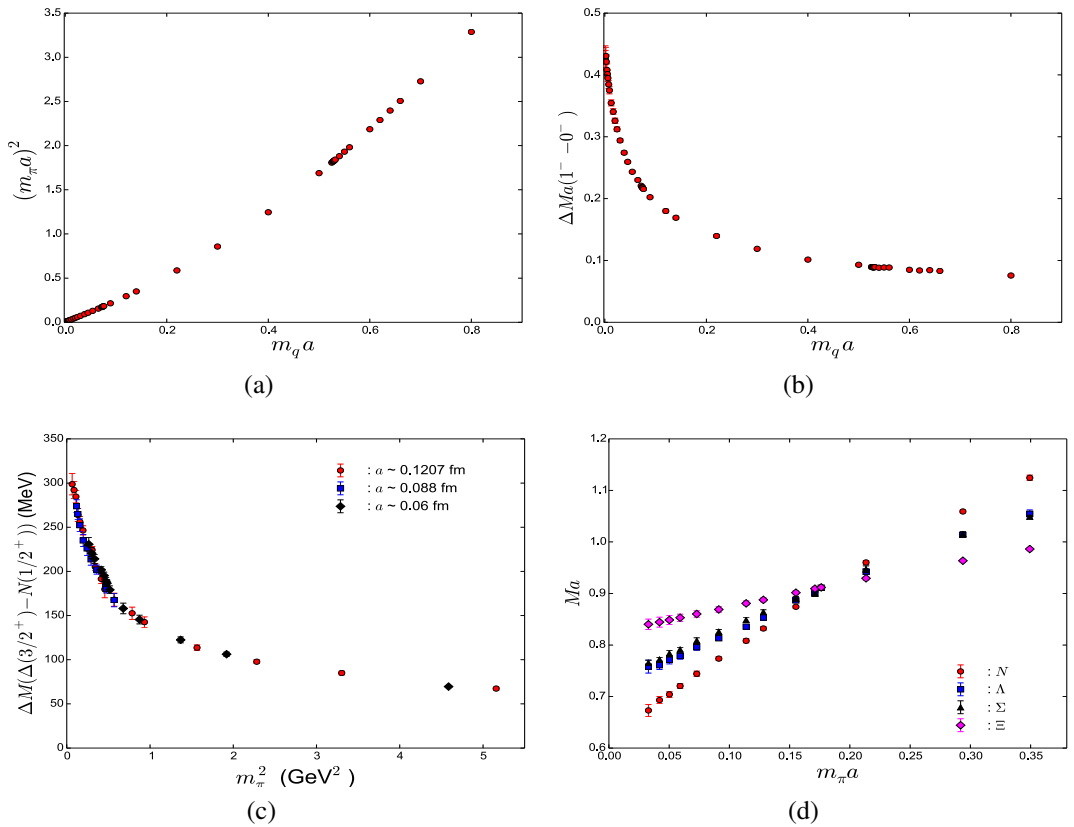 3.5
3.0
2.5
2.0
1.5
1.0
0.5
0.0
(m_π a)^2
0.0 0.2 0.4 0.6 0.8
m_q a
(a)
0.5
0.4
0.3
0.2
0.1
0.0
ΔMa(1^- − 0^-)
0.0 0.2 0.4 0.6 0.8
m_q a
(b)
350
300
250
200
150
100
50
0
ΔM(Δ(3/2^+)−N(1/2^+)) (MeV)
: a ~ 0.1207 fm
: a ~ 0.088 fm
: a ~ 0.06 fm
0 1 2 3 4 5
m_π^2 (GeV^2)
(c)
1.2
1.1
1.0
0.9
0.8
0.7
0.6
Ma
: N
: Λ
: Σ
: Ξ
0.00 0.05 0.10 0.15 0.20 0.25 0.30 0.35
m_π a
(d)